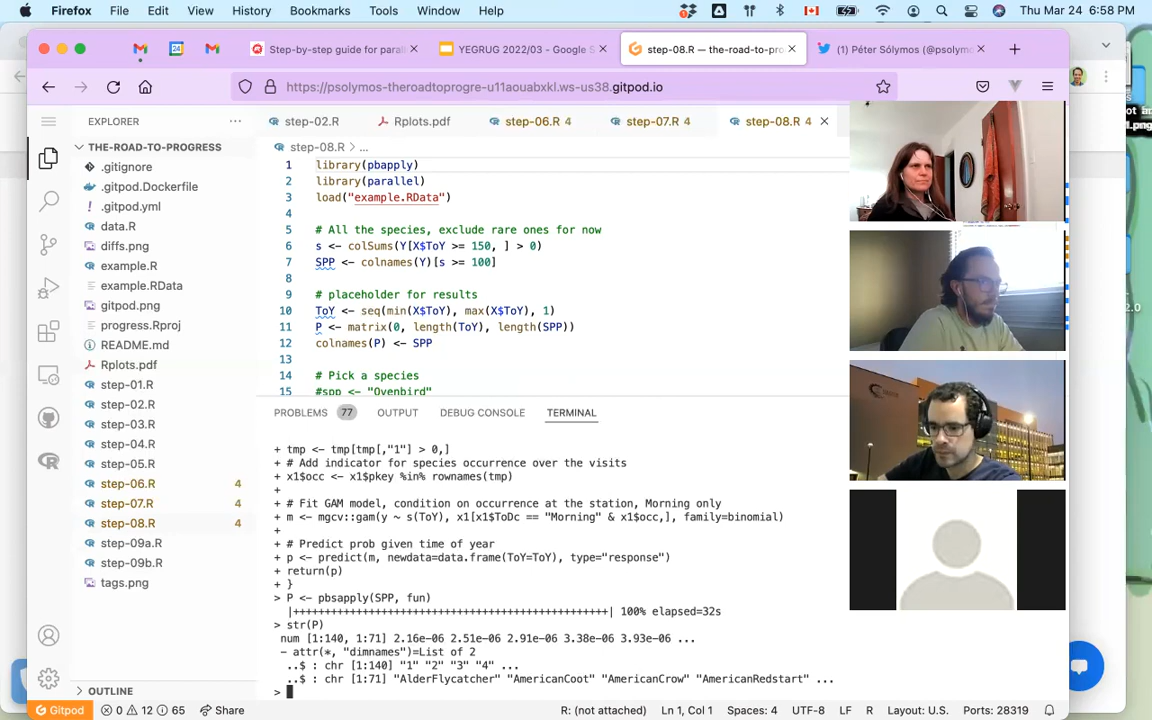 Firefox File Edit View History Bookmarks Tools Window Help Thu Mar 24 6:58 PM
Step-by-step guide for paral
YEGRUG 2022/03 - Google S
step-08.R — the-road-to-pro
(1) Péter Sólymos (@psolym
https://psolymos-theroadtoprogre-u11aouabxkl.ws-us38.gitpod.io
EXPLORER
THE-ROAD-TO-PROGRESS
.gitignore
.gitpod.Dockerfile
.gitpod.yml
data.R
diffs.png
example.R
example.RData
gitpod.png
progress.Rproj
README.md
Rplots.pdf
step-01.R
step-02.R
step-03.R
step-04.R
step-05.R
step-06.R 4
step-07.R 4
step-08.R 4
step-09a.R
step-09b.R
tags.png
OUTLINE
step-02.R Rplots.pdf step-06.R 4 step-07.R 4 step-08.R 4
step-08.R > ...
1 library(pbapply)
2 library(parallel)
3 load("example.RData")
4
5 # All the species, exclude rare ones for now
6 s <- colSums(Y[X$ToY >= 150, ] > 0)
7 SPP <- colnames(Y)[s >= 100]
8
9 # placeholder for results
10 ToY <- seq(min(X$ToY), max(X$ToY), 1)
11 P <- matrix(0, length(ToY), length(SPP))
12 colnames(P) <- SPP
13
14 # Pick a species
15 #spp <- "Ovenbird"
PROBLEMS 77 OUTPUT DEBUG CONSOLE TERMINAL
+ tmp <- tmp[tmp[,"1"] > 0,]
+ # Add indicator for species occurrence over the visits
+ x1$occ <- x1$pkey %in% rownames(tmp)
+
+ # Fit GAM model, condition on occurrence at the station, Morning only
+ m <- mgcv::gam(y ~ s(ToY), x1[x1$ToDc == "Morning" & x1$occ,], family=binomial)
+
+ # Predict prob given time of year
+ p <- predict(m, newdata=data.frame(ToY=ToY), type="response")
+ return(p)
+ }
> P <- pbsapply(SPP, fun)
|++++++++++++++++++++++++++++++++++++++++++++++++++| 100% elapsed=32s
> str(P)
num [1:140, 1:71] 2.16e-06 2.51e-06 2.91e-06 3.38e-06 3.93e-06 ...
- attr(*, "dimnames")=List of 2
..$ : chr [1:140] "1" "2" "3" "4" ...
..$ : chr [1:71] "AlderFlycatcher" "AmericanCoot" "AmericanCrow" "AmericanRedstart" ...
>
Gitpod 0 12 65 Share R: (not attached) Ln 1, Col 1 Spaces: 4 UTF-8 LF R Layout: U.S. Ports: 28319